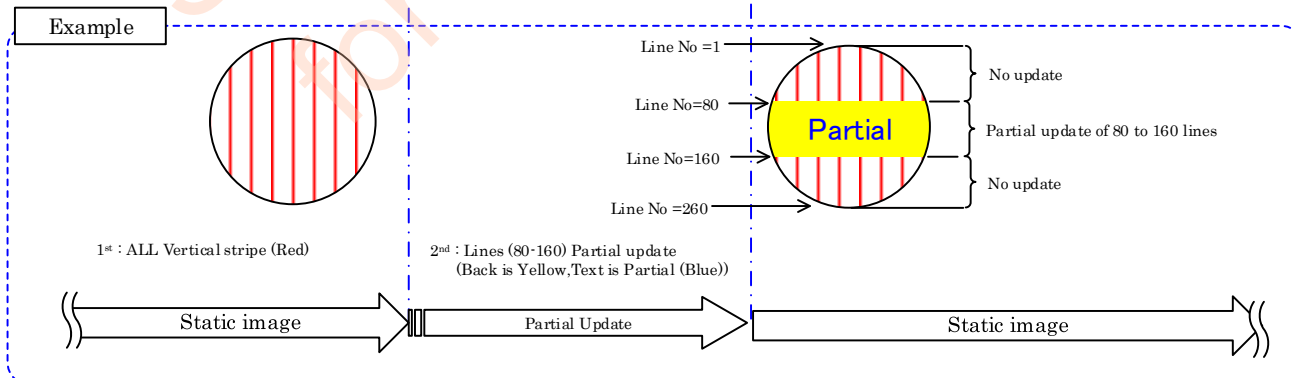 Example
Line No =1
No update
Line No=80
Partial
Partial update of 80 to 160 lines
Line No=160
No update
Line No =260
1st : ALL Vertical stripe (Red)
2nd : Lines (80-160) Partial update
(Back is Yellow,Text is Partial (Blue))
Static image
Partial Update
Static image